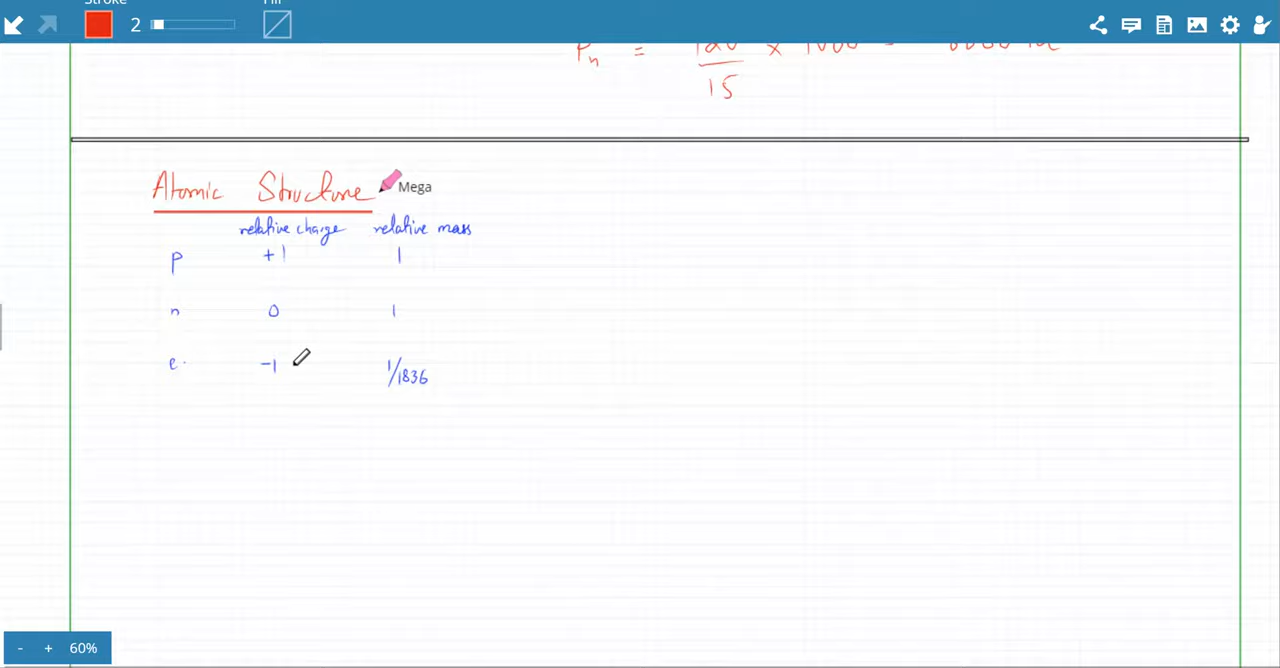 Stroke
Fill
2
Pn =
15
Atomic Structure
Mega
relative charge relative mass
p +1 1
n 0 1
e -1 1/1836
- + 60%